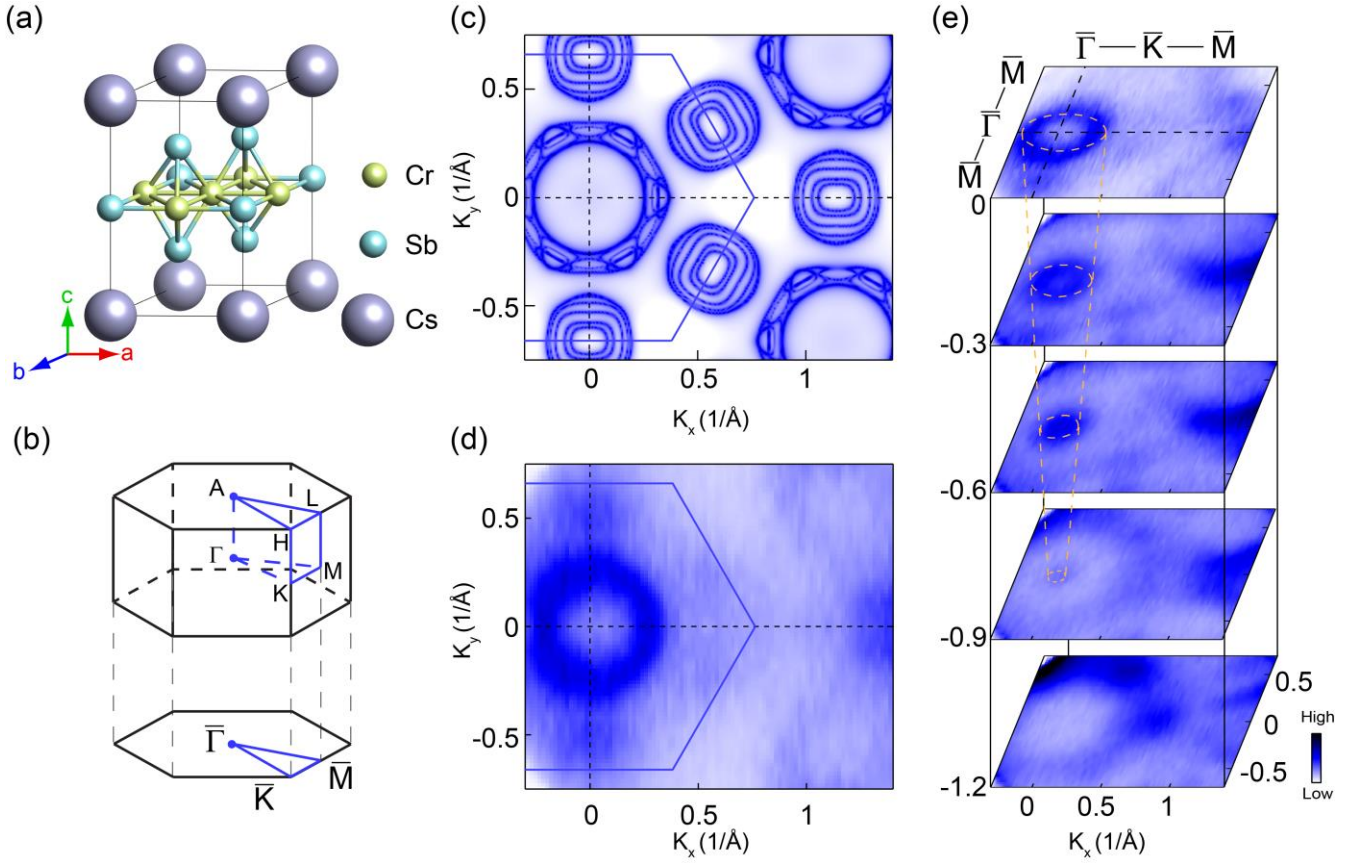 (a)
Cr
Sb
Cs
c
a
b
(b)
A
L
H
Γ
M
K
Γ̅
M̅
K̅
(c)
0.5
0
-0.5
K_y (1/Å)
0
0.5
1
K_x (1/Å)
(d)
0.5
0
-0.5
K_y (1/Å)
0
0.5
1
K_x (1/Å)
(e)
Γ̅ — K̅ — M̅
M̅
Γ̅
M̅
0
-0.3
-0.6
-0.9
-1.2
0.5
0
-0.5
High
Low
0
0.5
1
K_x (1/Å)